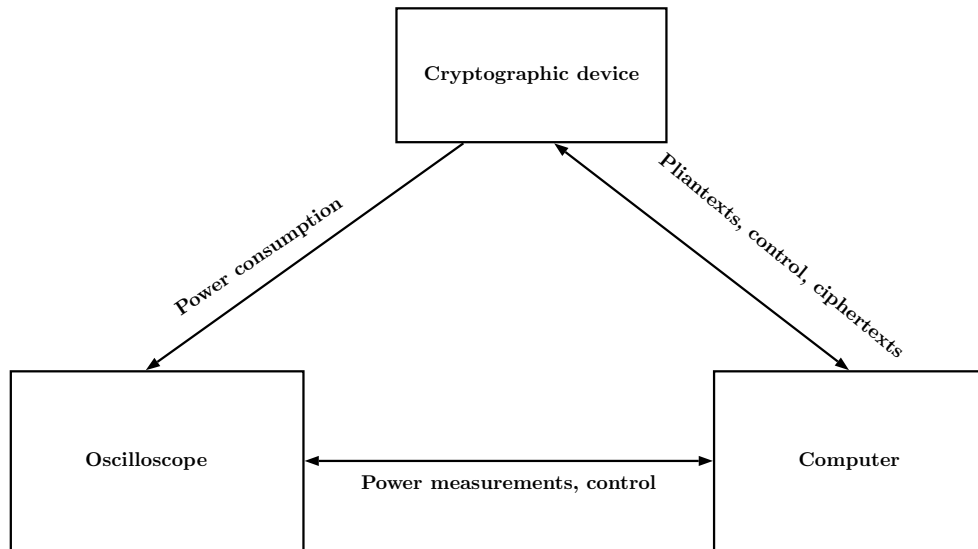 Cryptographic device
Power consumption
Pliantexts, control, ciphertexts
Oscilloscope
Computer
Power measurements, control